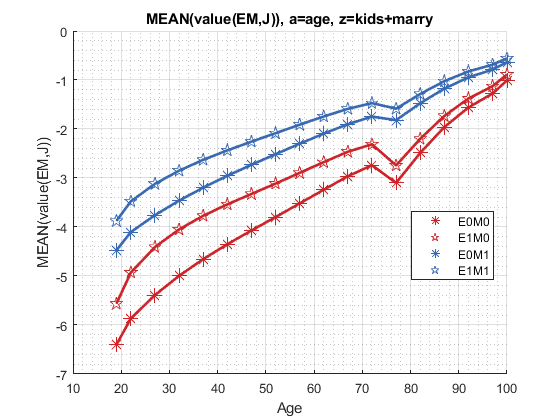 MEAN(value(EM,J)), a=age, z=kids+marry
MEAN(value(EM,J))
0
-1
-2
-3
-4
-5
-6
-7
E0M0
E1M0
E0M1
E1M1
10 20 30 40 50 60 70 80 90 100
Age